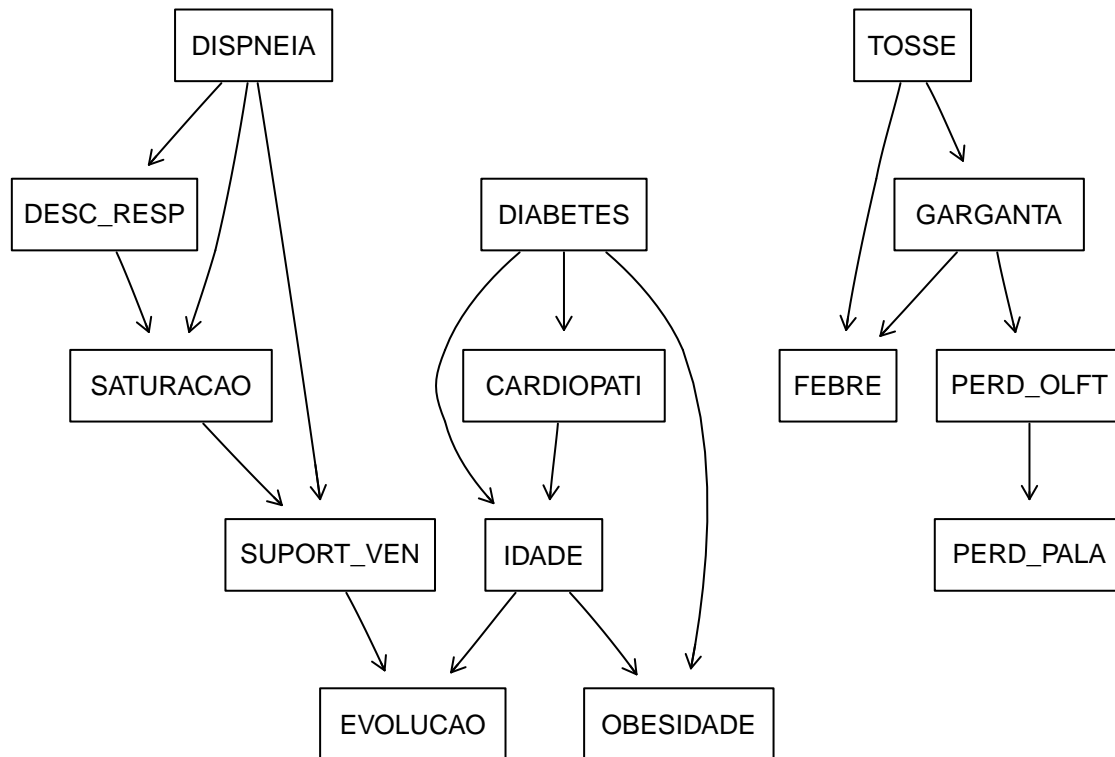 DISPNEIA
TOSSE
DESC_RESP
DIABETES
GARGANTA
SATURACAO
CARDIOPATI
FEBRE
PERD_OLFT
SUPORT_VEN
IDADE
PERD_PALA
EVOLUCAO
OBESIDADE